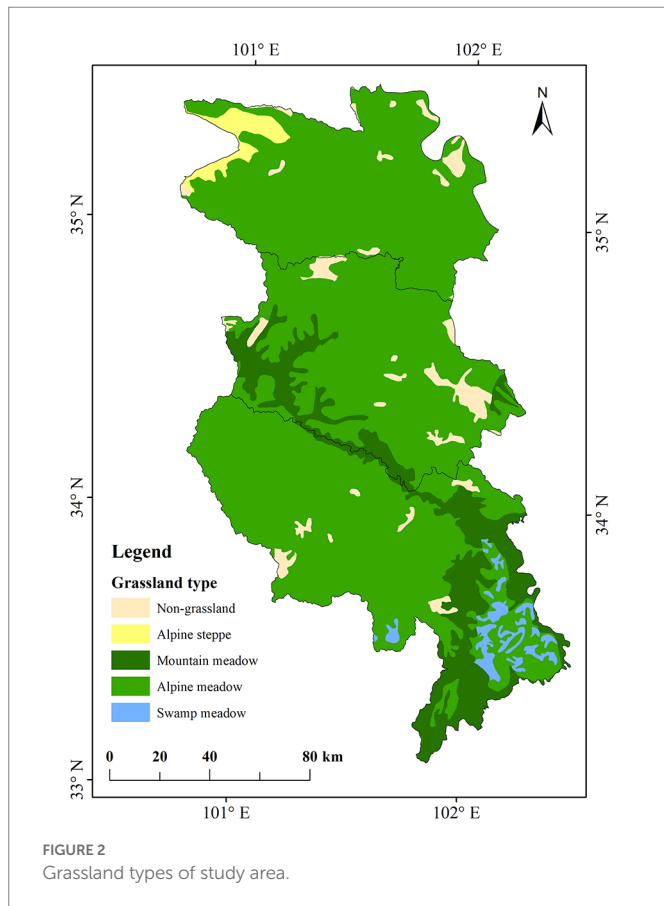 101° E 102° E
N
35° N 35° N
34° N 34° N
Legend
Grassland type
Non-grassland
Alpine steppe
Mountain meadow
Alpine meadow
Swamp meadow
0 20 40 80 km
33° N
101° E 102° E
FIGURE 2
Grassland types of study area.